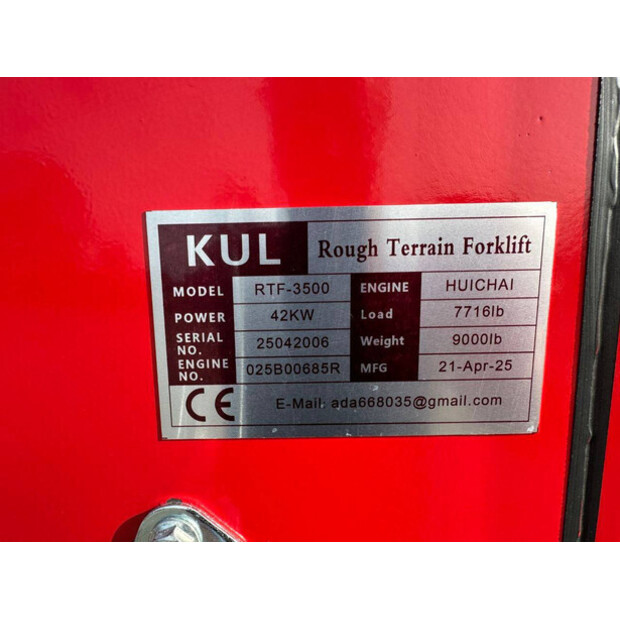 KUL Rough Terrain Forklift
MODEL RTF-3500 ENGINE HUICHAI
POWER 42KW Load 7716lb
SERIAL NO. 25042006 Weight 9000lb
ENGINE NO. 025B00685R MFG 21-Apr-25
CE E-Mail: ada668035@gmail.com